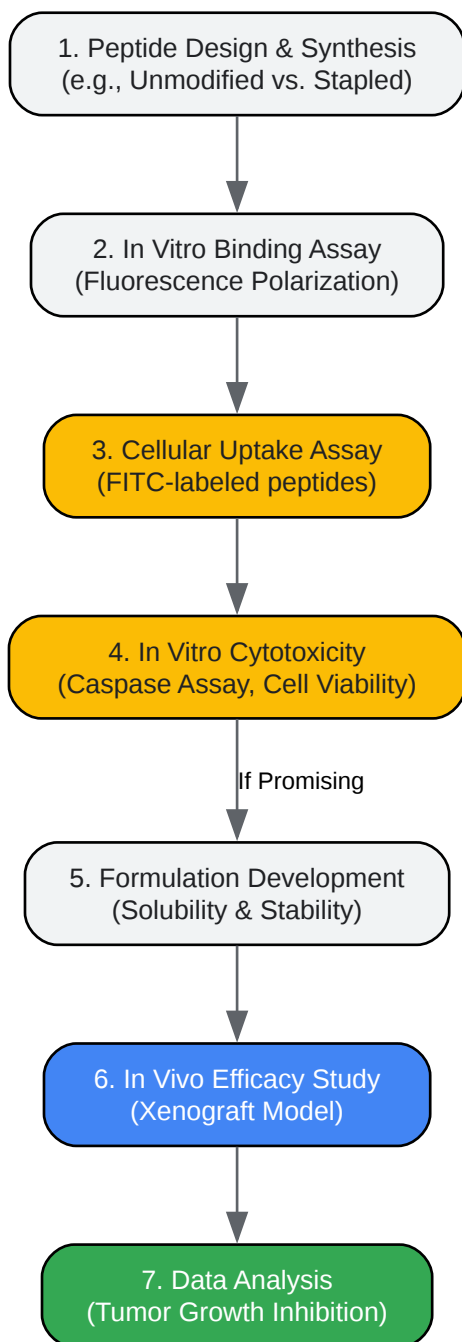 1. Peptide Design & Synthesis
(e.g., Unmodified vs. Stapled)
2. In Vitro Binding Assay
(Fluorescence Polarization)
3. Cellular Uptake Assay
(FITC-labeled peptides)
4. In Vitro Cytotoxicity
(Caspase Assay, Cell Viability)
If Promising
5. Formulation Development
(Solubility & Stability)
6. In Vivo Efficacy Study
(Xenograft Model)
7. Data Analysis
(Tumor Growth Inhibition)